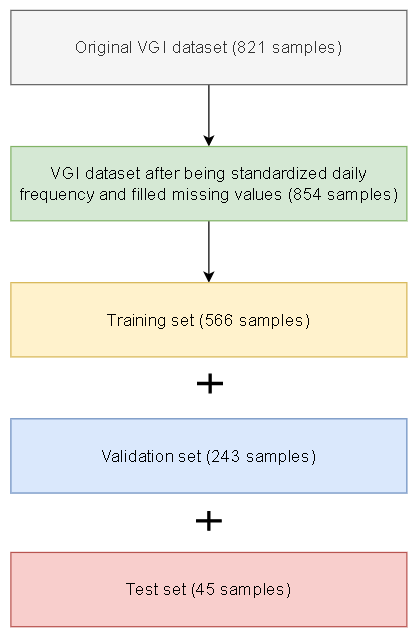 Original VGI dataset (821 samples)
VGI dataset after being standardized daily
frequency and filled missing values (854 samples)
Training set (566 samples)
+
Validation set (243 samples)
+
Test set (45 samples)